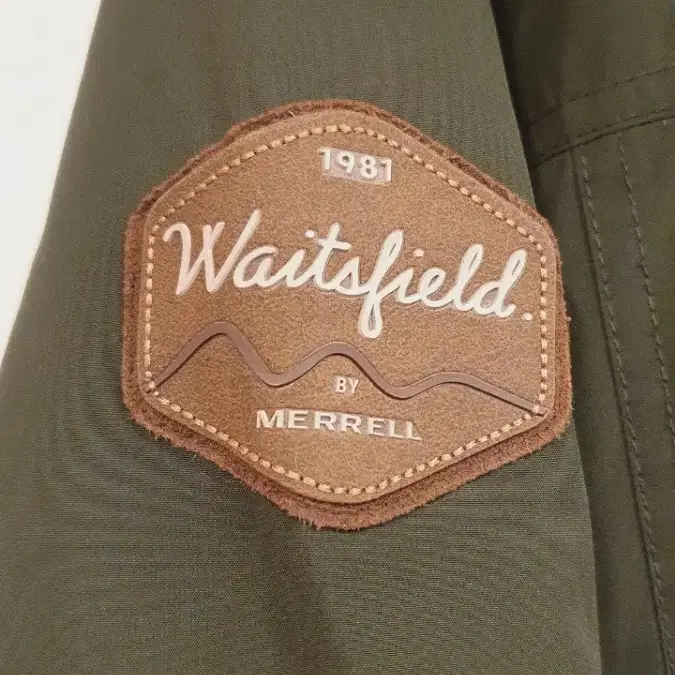 1981
Waitsfield.
BY
MERRELL